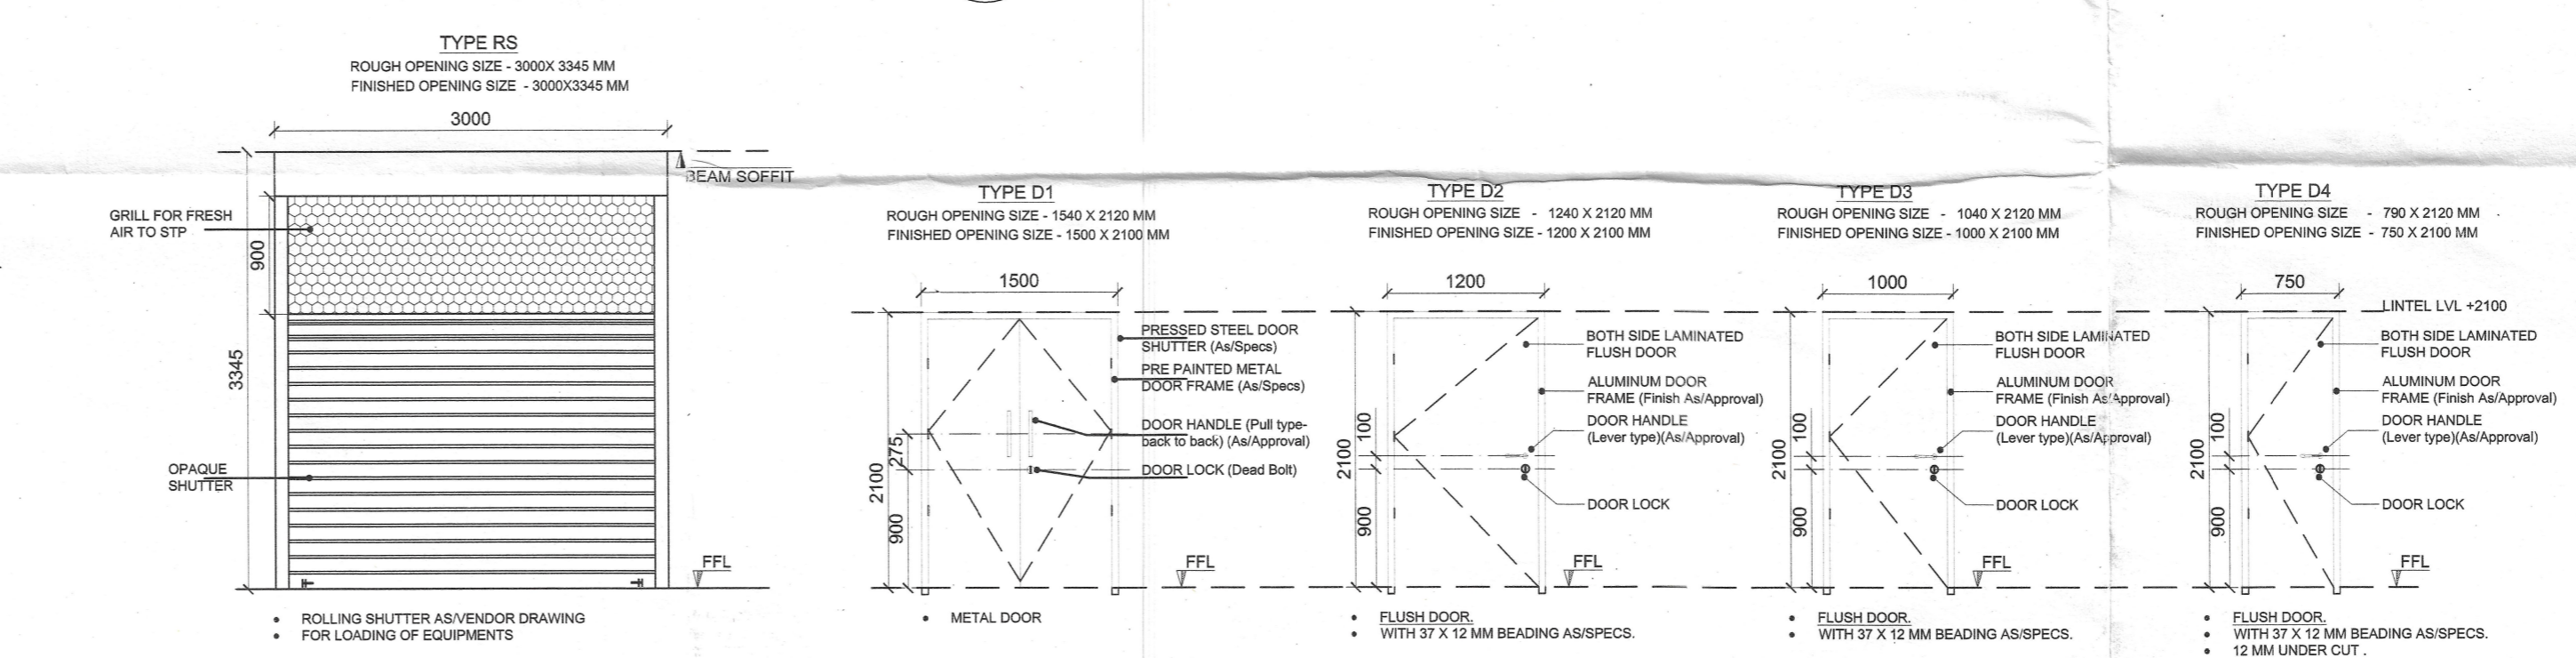 TYPE RS
ROUGH OPENING SIZE - 3000X 3345 MM
FINISHED OPENING SIZE - 3000X3345 MM
3000
BEAM SOFFIT
GRILL FOR FRESH
AIR TO STP
900
3345
OPAQUE
SHUTTER
FFL
• ROLLING SHUTTER AS/VENDOR DRAWING
• FOR LOADING OF EQUIPMENTS
TYPE D1
ROUGH OPENING SIZE - 1540 X 2120 MM
FINISHED OPENING SIZE - 1500 X 2100 MM
1500
PRESSED STEEL DOOR
SHUTTER (As/Specs)
PRE PAINTED METAL
DOOR FRAME (As/Specs)
DOOR HANDLE (Pull type-
back to back) (As/Approval)
DOOR LOCK (Dead Bolt)
275
2100
900
FFL
• METAL DOOR
TYPE D2
ROUGH OPENING SIZE - 1240 X 2120 MM
FINISHED OPENING SIZE - 1200 X 2100 MM
1200
BOTH SIDE LAMINATED
FLUSH DOOR
ALUMINUM DOOR
FRAME (Finish As/Approval)
DOOR HANDLE
(Lever type)(As/Approval)
DOOR LOCK
100
2100
900
FFL
• FLUSH DOOR.
• WITH 37 X 12 MM BEADING AS/SPECS.
TYPE D3
ROUGH OPENING SIZE - 1040 X 2120 MM
FINISHED OPENING SIZE - 1000 X 2100 MM
1000
BOTH SIDE LAMINATED
FLUSH DOOR
ALUMINUM DOOR
FRAME (Finish As/Approval)
DOOR HANDLE
(Lever type)(As/Approval)
DOOR LOCK
100
2100
900
FFL
• FLUSH DOOR.
• WITH 37 X 12 MM BEADING AS/SPECS.
TYPE D4
ROUGH OPENING SIZE - 790 X 2120 MM
FINISHED OPENING SIZE - 750 X 2100 MM
750
LINTEL LVL +2100
BOTH SIDE LAMINATED
FLUSH DOOR
ALUMINUM DOOR
FRAME (Finish As/Approval)
DOOR HANDLE
(Lever type)(As/Approval)
DOOR LOCK
100
2100
900
FFL
• FLUSH DOOR.
• WITH 37 X 12 MM BEADING AS/SPECS.
• 12 MM UNDER CUT .